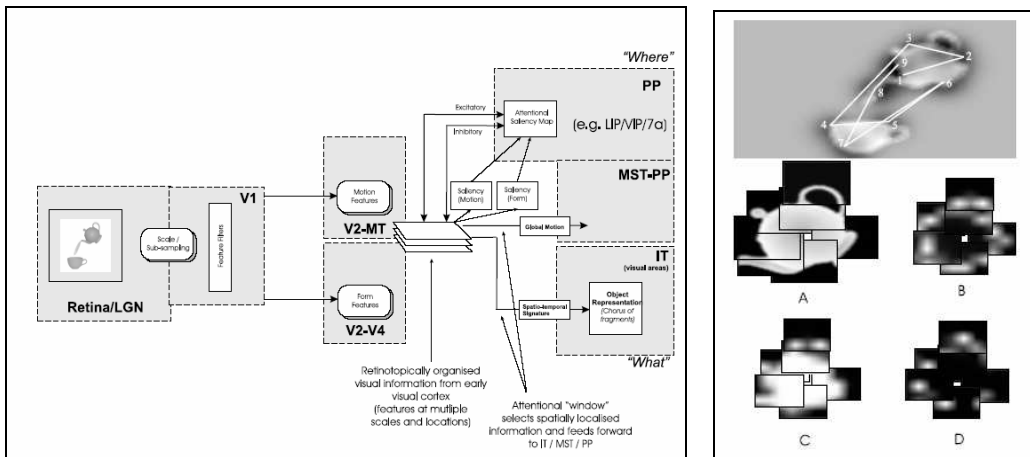 "Where"
PP
Excitatory
Inhibitory
Attentional
Saliency Map
(e.g. LIP/VIP/7a)
MST-PP
V1
Motion
Features
V2-MT
Saliency
(Motion)
Saliency
(Form)
Global Motion
Scale /
Sub-sampling
Feature Filters
Retina/LGN
IT
(visual areas)
Form
Features
V2-V4
Spatio-temporal
Signature
Object
Representation
(Chorus of
fragments)
"What"
Retinotopically organised
visual information from early
visual cortex
(features at mutliple
scales and locations)
Attentional "window"
selects spatially localised
information and feeds forward
to IT / MST / PP
3
9
2
1
6
8
4
5
7
A
B
C
D